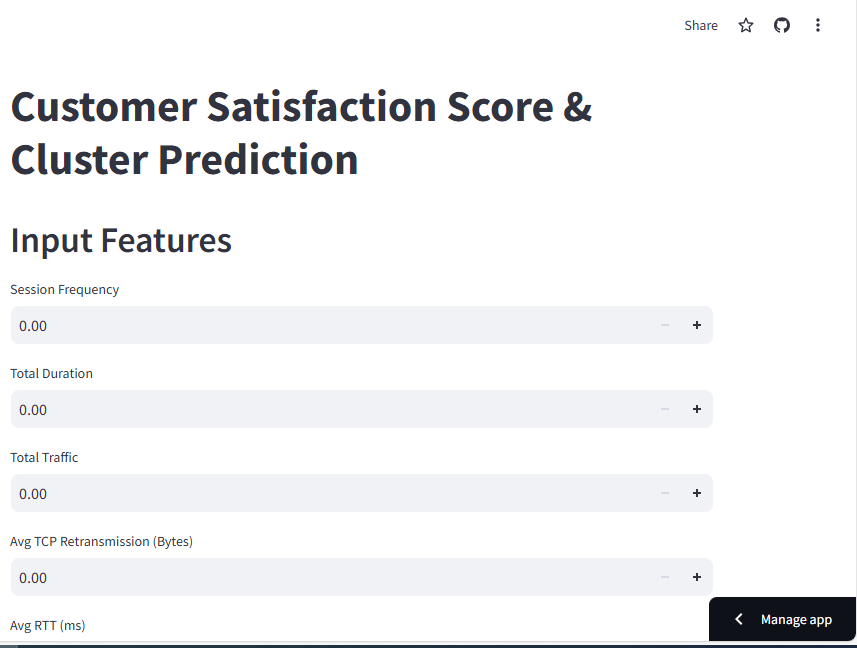 Share
Customer Satisfaction Score &
Cluster Prediction
Input Features
Session Frequency
0.00
Total Duration
0.00
Total Traffic
0.00
Avg TCP Retransmission (Bytes)
0.00
Avg RTT (ms)
Manage app